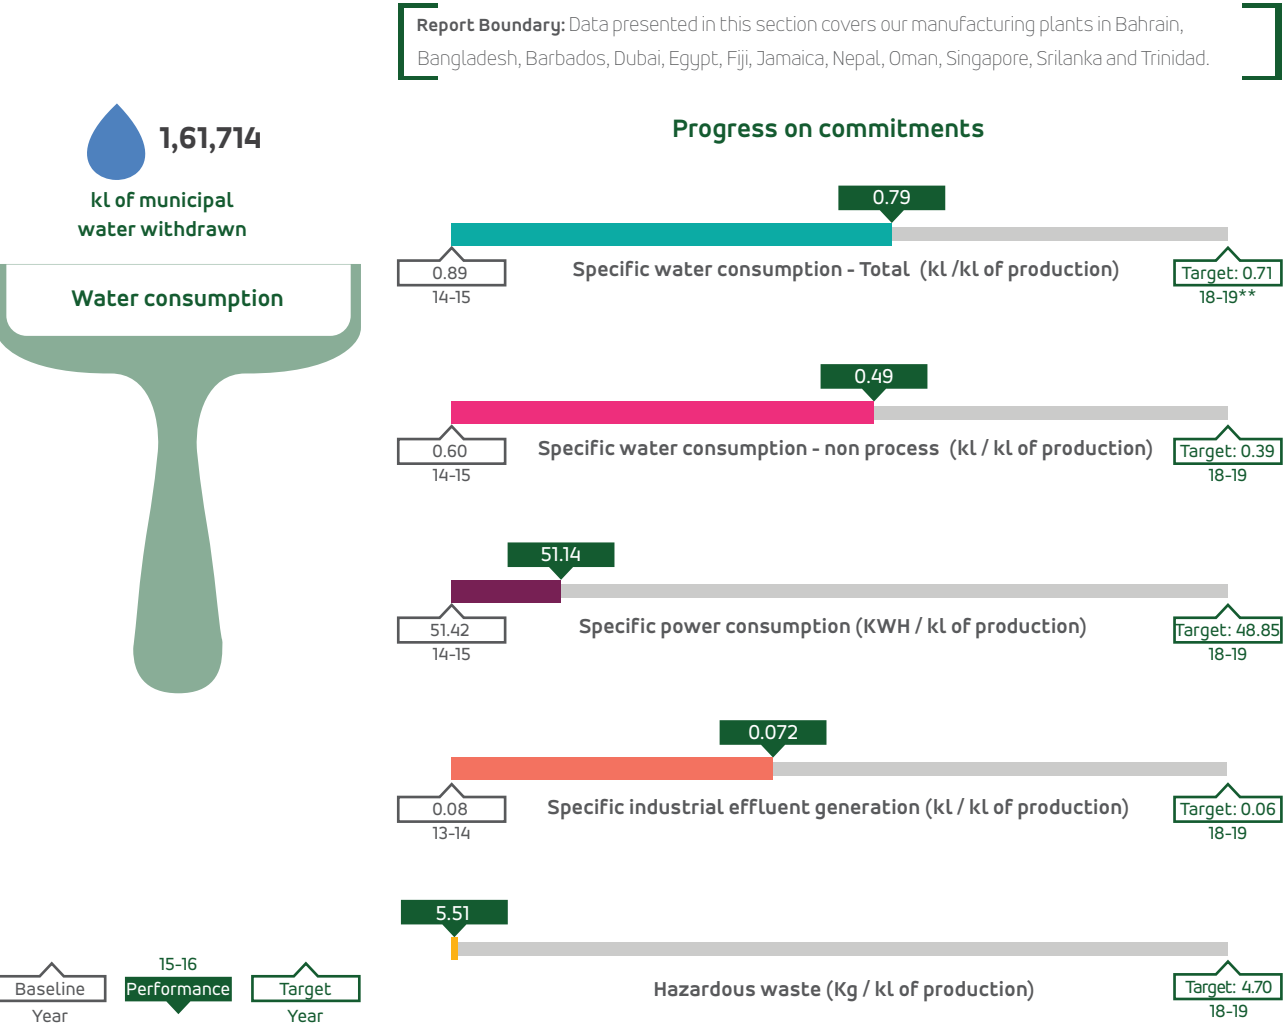 Report Boundary: Data presented in this section covers our manufacturing plants in Bahrain,
Bangladesh, Barbados, Dubai, Egypt, Fiji, Jamaica, Nepal, Oman, Singapore, Srilanka and Trinidad.
1,61,714
kl of municipal
water withdrawn
Water consumption
Progress on commitments
0.79
0.89
14-15
Specific water consumption - Total (kl /kl of production)
Target: 0.71
18-19**
0.49
0.60
14-15
Specific water consumption - non process (kl / kl of production)
Target: 0.39
18-19
51.14
51.42
14-15
Specific power consumption (KWH / kl of production)
Target: 48.85
18-19
0.072
0.08
13-14
Specific industrial effluent generation (kl / kl of production)
Target: 0.06
18-19
5.51
Hazardous waste (Kg / kl of production)
Target: 4.70
18-19
Baseline
Year
15-16
Performance
Target
Year